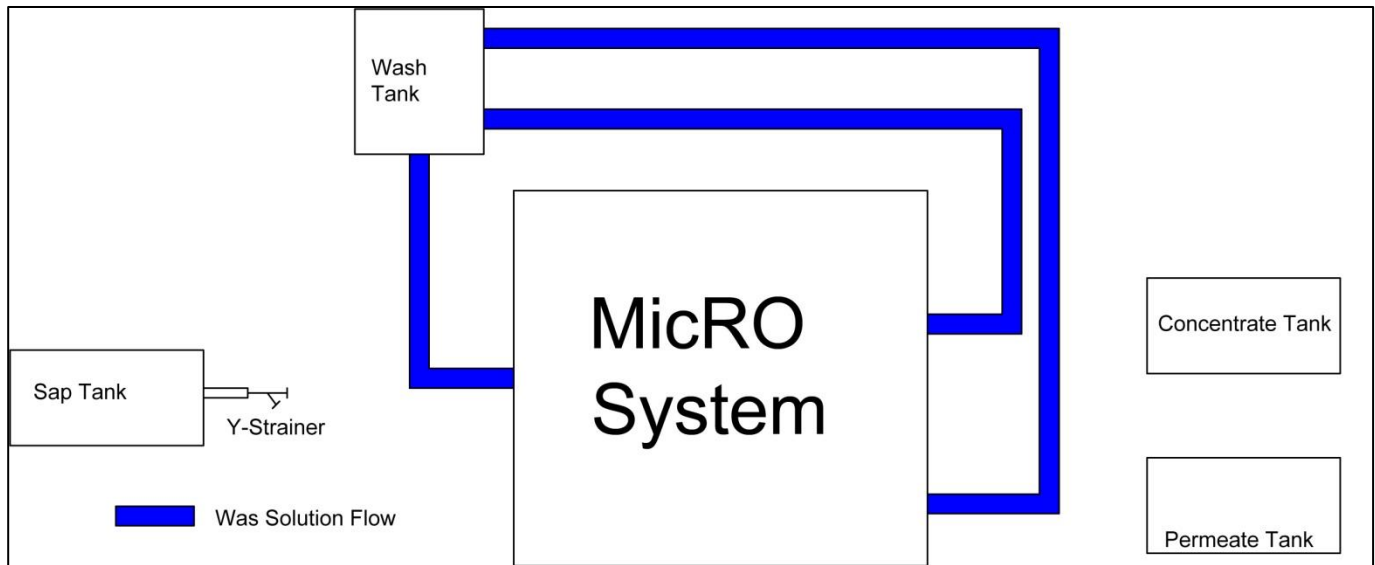 Wash
Tank
MicRO
System
Concentrate Tank
Sap Tank
Y-Strainer
Was Solution Flow
Permeate Tank